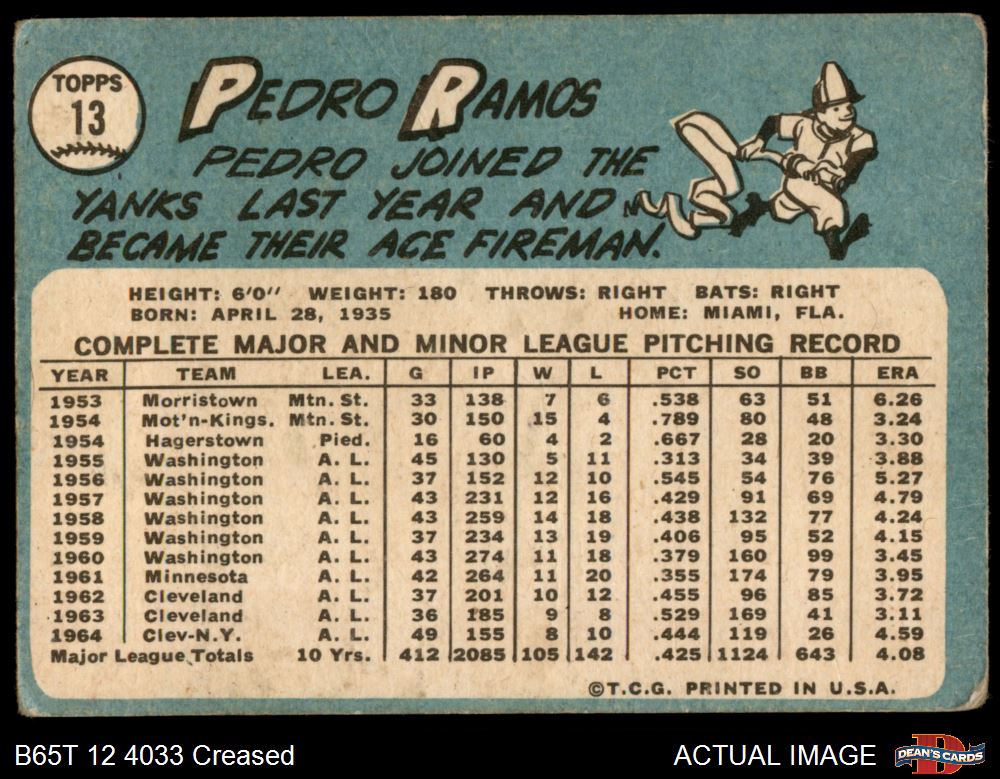 TOPPS
13
PEDRO RAMOS
PEDRO JOINED THE
YANKS LAST YEAR AND
BECAME THEIR ACE FIREMAN.
HEIGHT: 6'0" WEIGHT: 180 THROWS: RIGHT BATS: RIGHT
BORN: APRIL 28, 1935 HOME: MIAMI, FLA.
COMPLETE MAJOR AND MINOR LEAGUE PITCHING RECORD
YEAR TEAM LEA. G IP W L PCT SO BB ERA
1953 Morristown Mtn. St. 33 138 7 6 .538 63 51 6.26
1954 Mot'n-Kings. Mtn. St. 30 150 15 4 .789 80 48 3.24
1954 Hagerstown Pied. 16 60 4 2 .667 28 20 3.30
1955 Washington A. L. 45 130 5 11 .313 34 39 3.88
1956 Washington A. L. 37 152 12 10 .545 54 76 5.27
1957 Washington A. L. 43 231 12 16 .429 91 69 4.79
1958 Washington A. L. 43 259 14 18 .438 132 77 4.24
1959 Washington A. L. 37 234 13 19 .406 95 52 4.15
1960 Washington A. L. 43 274 11 18 .379 160 99 3.45
1961 Minnesota A. L. 42 264 11 20 .355 174 79 3.95
1962 Cleveland A. L. 37 201 10 12 .455 96 85 3.72
1963 Cleveland A. L. 36 185 9 8 .529 169 41 3.11
1964 Clev-N.Y. A. L. 49 155 8 10 .444 119 26 4.59
Major League Totals 10 Yrs. 412 2085 105 142 .425 1124 643 4.08
©T.C.G. PRINTED IN U.S.A.
B65T 12 4033 Creased ACTUAL IMAGE DEAN'S CARDS